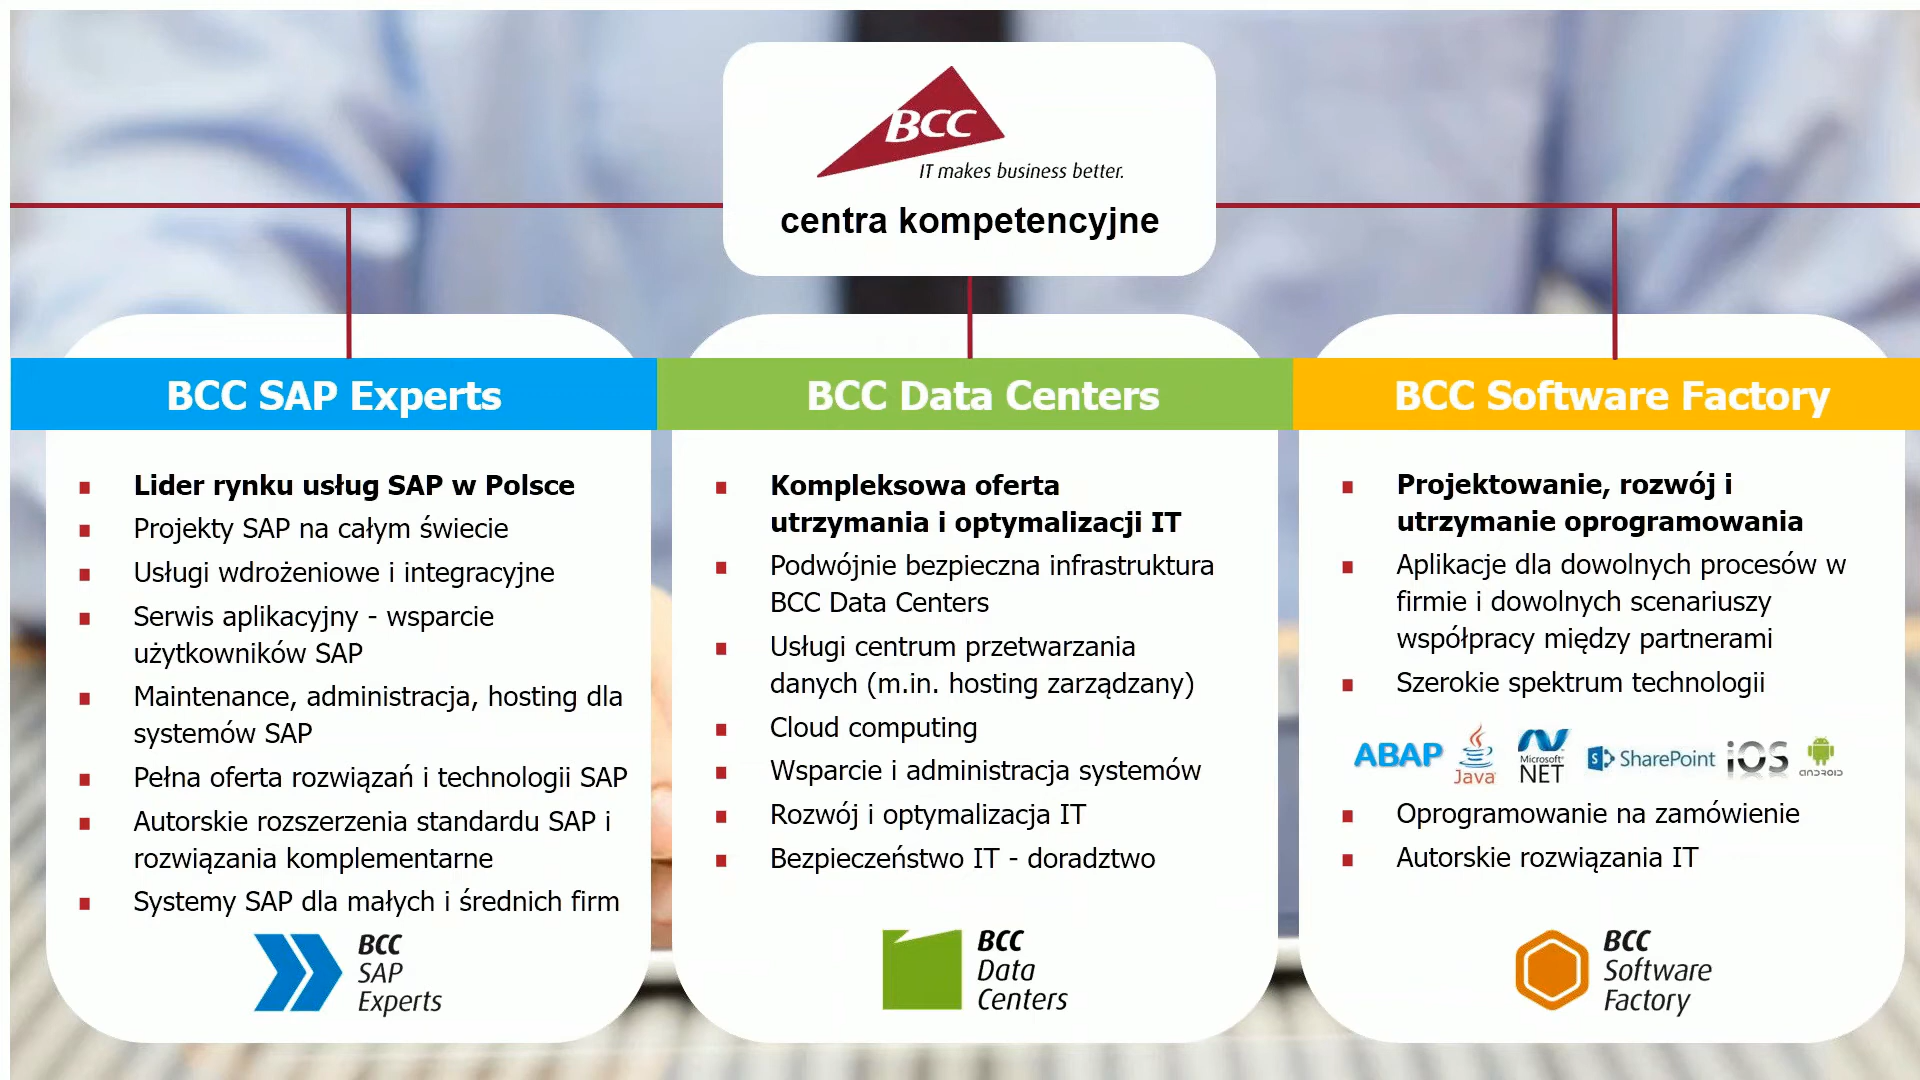 BCC
IT makes business better.
centra kompetencyjne
BCC SAP Experts
Lider rynku usług SAP w Polsce
Projekty SAP na całym świecie
Usługi wdrożeniowe i integracyjne
Serwis aplikacyjny - wsparcie
użytkowników SAP
Maintenance, administracja, hosting dla
systemów SAP
Pełna oferta rozwiązań i technologii SAP
Autorskie rozszerzenia standardu SAP i
rozwiązania komplementarne
Systemy SAP dla małych i średnich firm
BCC
SAP
Experts
BCC Data Centers
Kompleksowa oferta
utrzymania i optymalizacji IT
Podwójnie bezpieczna infrastruktura
BCC Data Centers
Usługi centrum przetwarzania
danych (m.in. hosting zarządzany)
Cloud computing
Wsparcie i administracja systemów
Rozwój i optymalizacja IT
Bezpieczeństwo IT - doradztwo
BCC
Data
Centers
BCC Software Factory
Projektowanie, rozwój i
utrzymanie oprogramowania
Aplikacje dla dowolnych procesów w
firmie i dowolnych scenariuszy
współpracy między partnerami
Szerokie spektrum technologii
ABAP Java Microsoft NET SharePoint iOS android
Oprogramowanie na zamówienie
Autorskie rozwiązania IT
BCC
Software
Factory